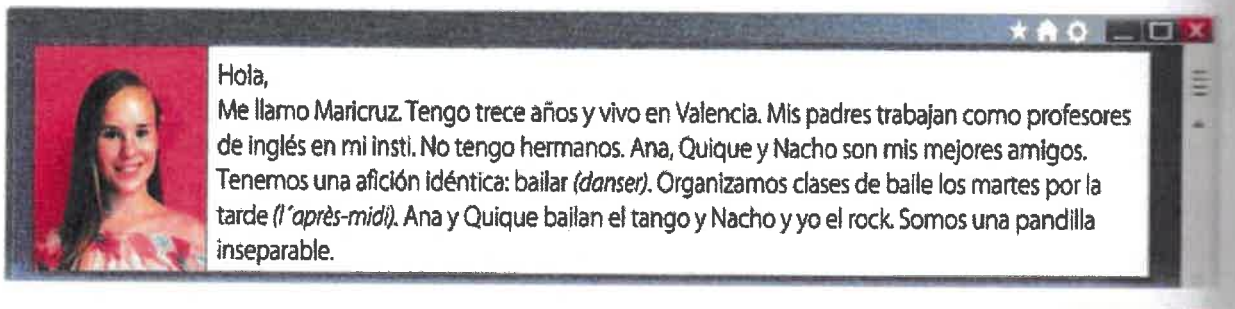 Hola,
Me llamo Maricruz. Tengo trece años y vivo en Valencia. Mis padres trabajan como profesores
de inglés en mi insti. No tengo hermanos. Ana, Quique y Nacho son mis mejores amigos.
Tenemos una afición idéntica: bailar (danser). Organizamos clases de baile los martes por la
tarde (l´après-midi). Ana y Quique bailan el tango y Nacho y yo el rock. Somos una pandilla
inseparable.